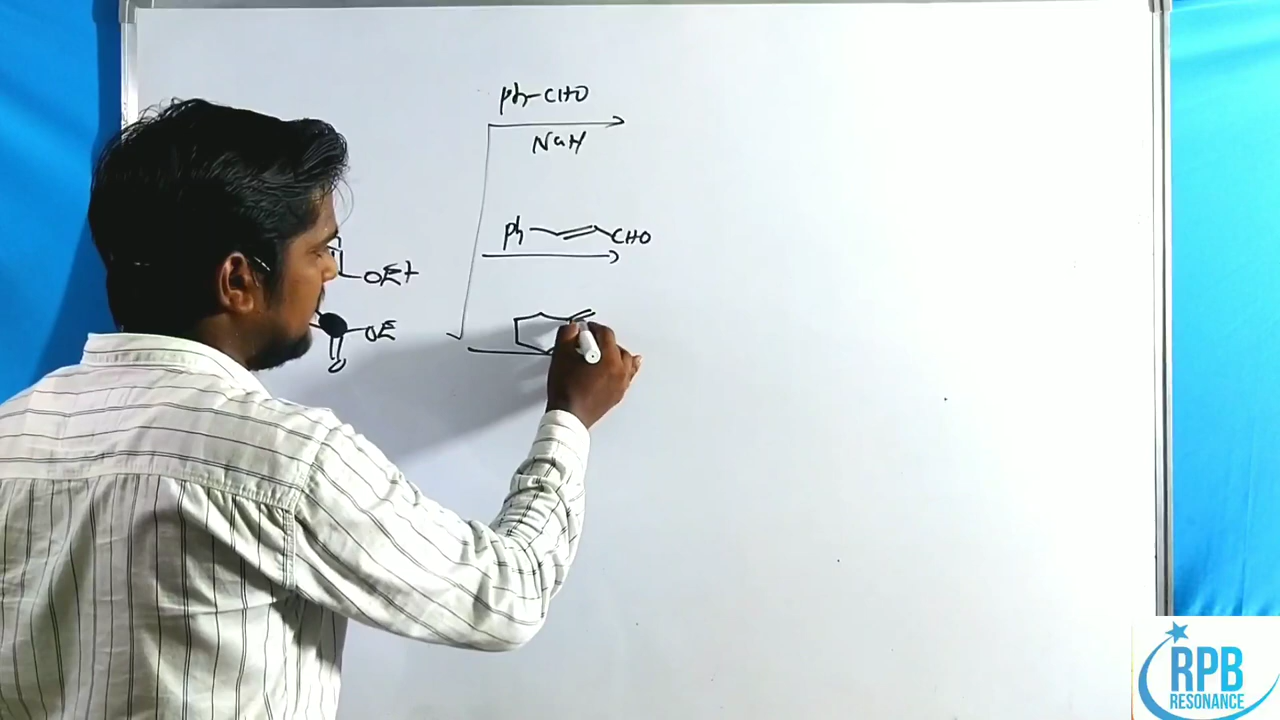 ph-CHO
NaH
ph CHO
OEt
OE
O
RPB
RESONANCE